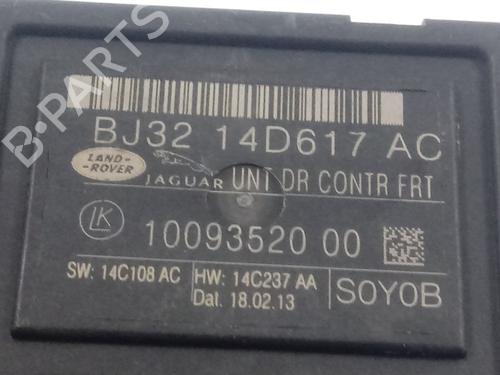 BJ32 14D617 AC
LAND-ROVER
JAGUAR UNI DR CONTR FRT
LK 10093520 00
SW: 14C108 AC HW: 14C237 AA
Dat. 18.02.13
S0Y0B
B-PARTS